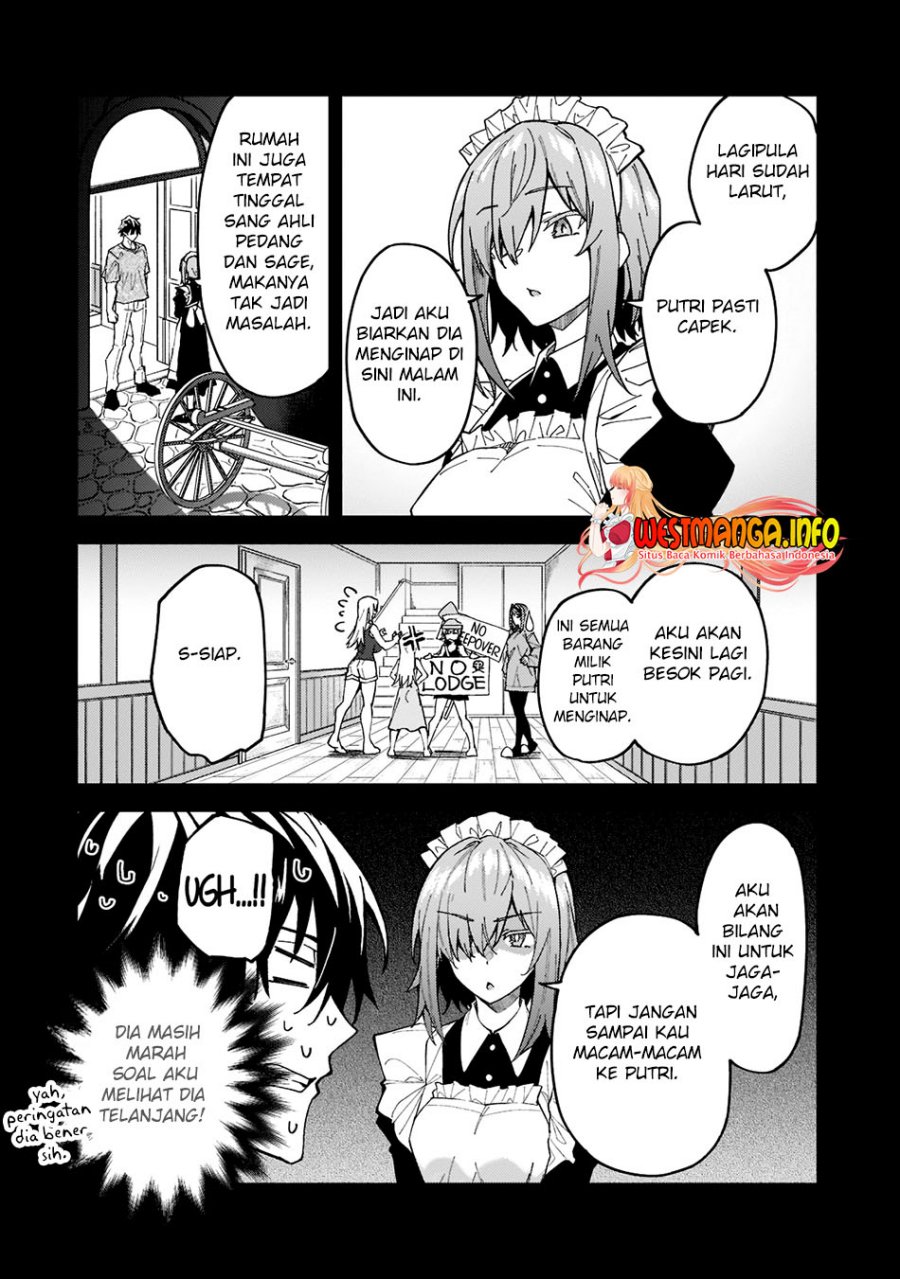 LAGIPULA
HARI SUDAH
LARUT,
PUTRI PASTI
CAPEK.
JADI AKU
BIARKAN DIA
MENGINAP DI
SINI MALAM
INI.
RUMAH
INI JUGA
TEMPAT
TINGGAL
SANG AHLI
PEDANG
DAN SAGE,
MAKANYA
TAK JADI
MASALAH.
WESTMANGA.INFO
Situs Baca Komik Berbahasa Indonesia
AKU AKAN
KESINI LAGI
BESOK PAGI.
INI SEMUA
BARANG
MILIK
PUTRI
UNTUK
MENGINAP.
NO
EEPOVER!
NO
LODGE
S-SIAP.
AKU
AKAN
BILANG
INI UNTUK
JAGA-
JAGA,
TAPI JANGAN
SAMPAI KAU
MACAM-MACAM
KE PUTRI.
UGH...!!
DIA MASIH
MARAH
SOAL AKU
MELIHAT DIA
TELANJANG!
yah,
peringatan
dia bener
sih.